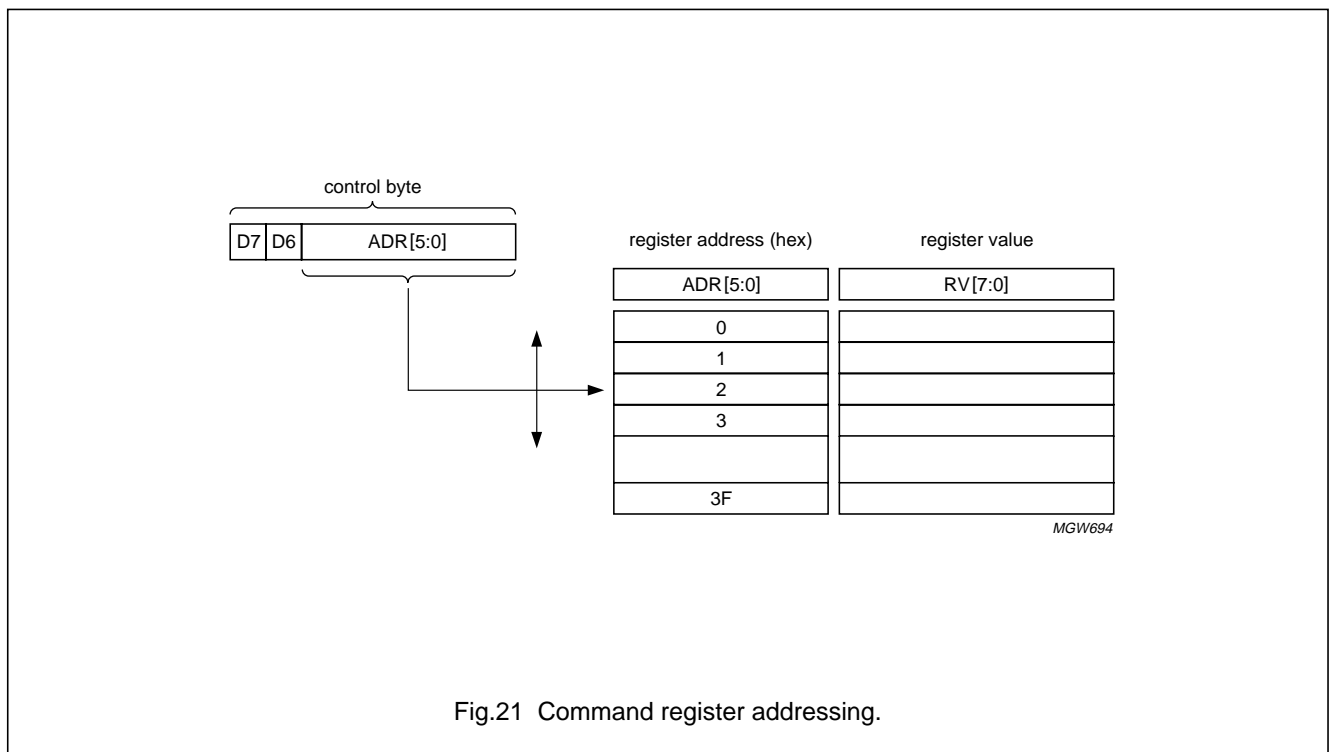 control byte
D7 D6 ADR[5:0]
register address (hex) register value
ADR[5:0] RV[7:0]
0
1
2
3
3F
MGW694
Fig.21 Command register addressing.